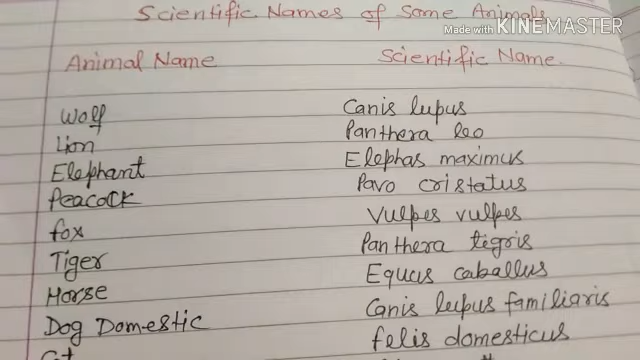 Scientific Names of Some Animals
Made with KINEMASTER
Animal Name Scientific Name.
Wolf Canis lupus
Lion Panthera leo
Elephant Elephas maximus
Peacock Pavo cristatus
fox Vulpes vulpes
Tiger Panthera tigris
Horse Equus caballus
Dog Domestic Canis lupus familiaris
felis domesticus